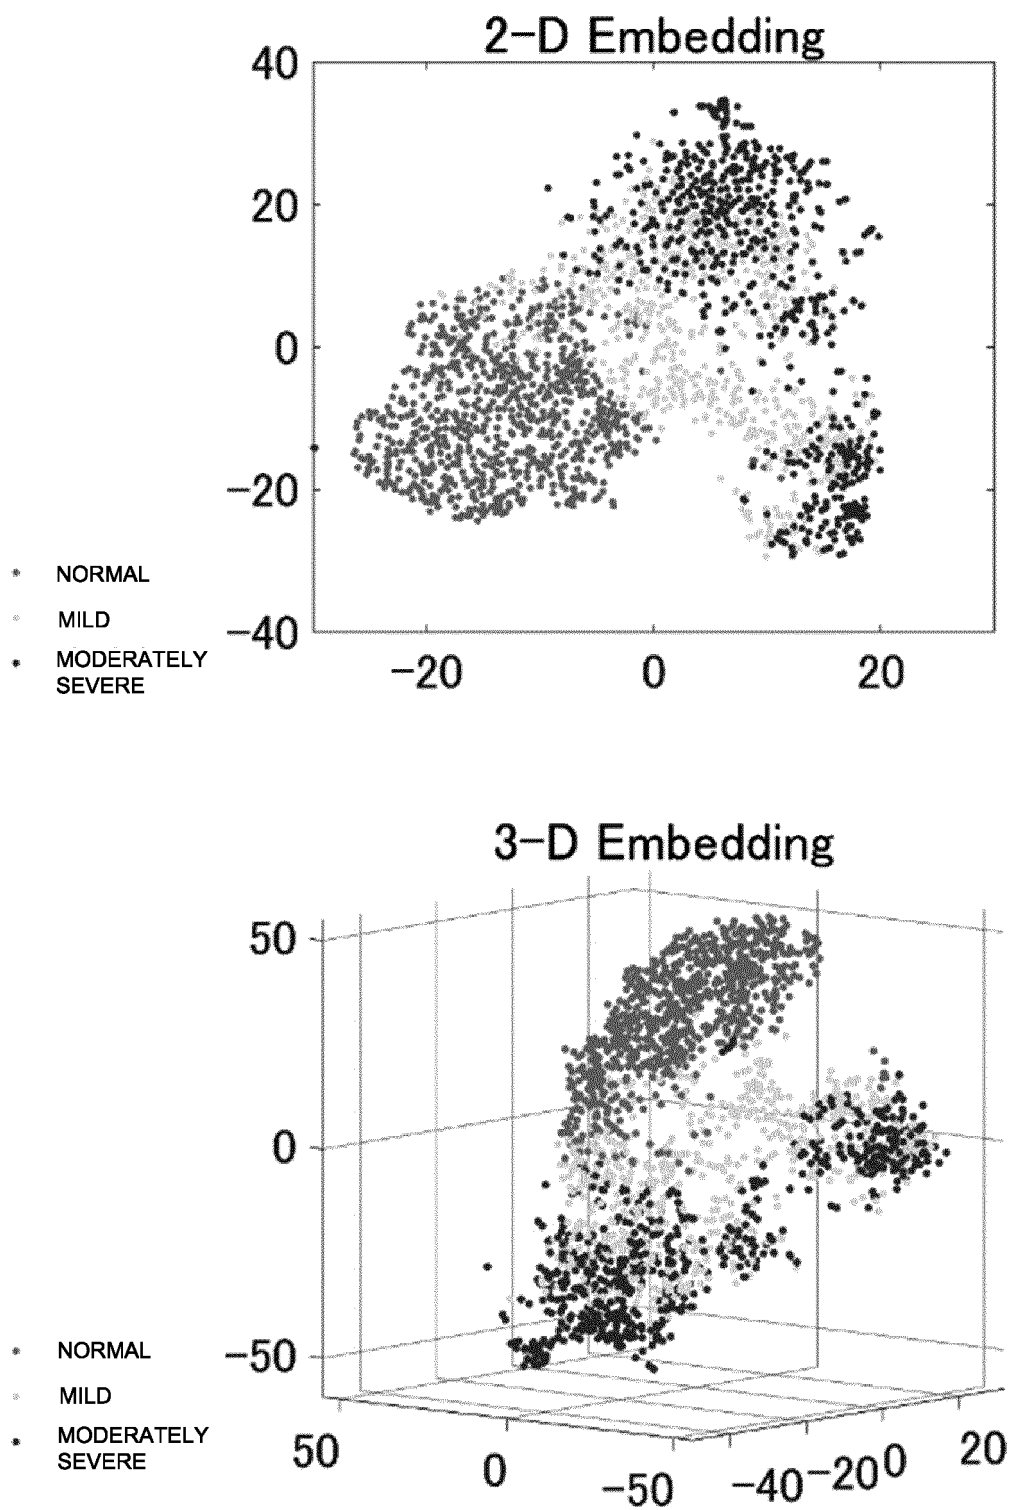 2-D Embedding
40
20
0
-20
-40
-20 0 20
NORMAL
MILD
MODERATELY
SEVERE
3-D Embedding
50
0
-50
50 0 -50 -40 -20 0 20
NORMAL
MILD
MODERATELY
SEVERE